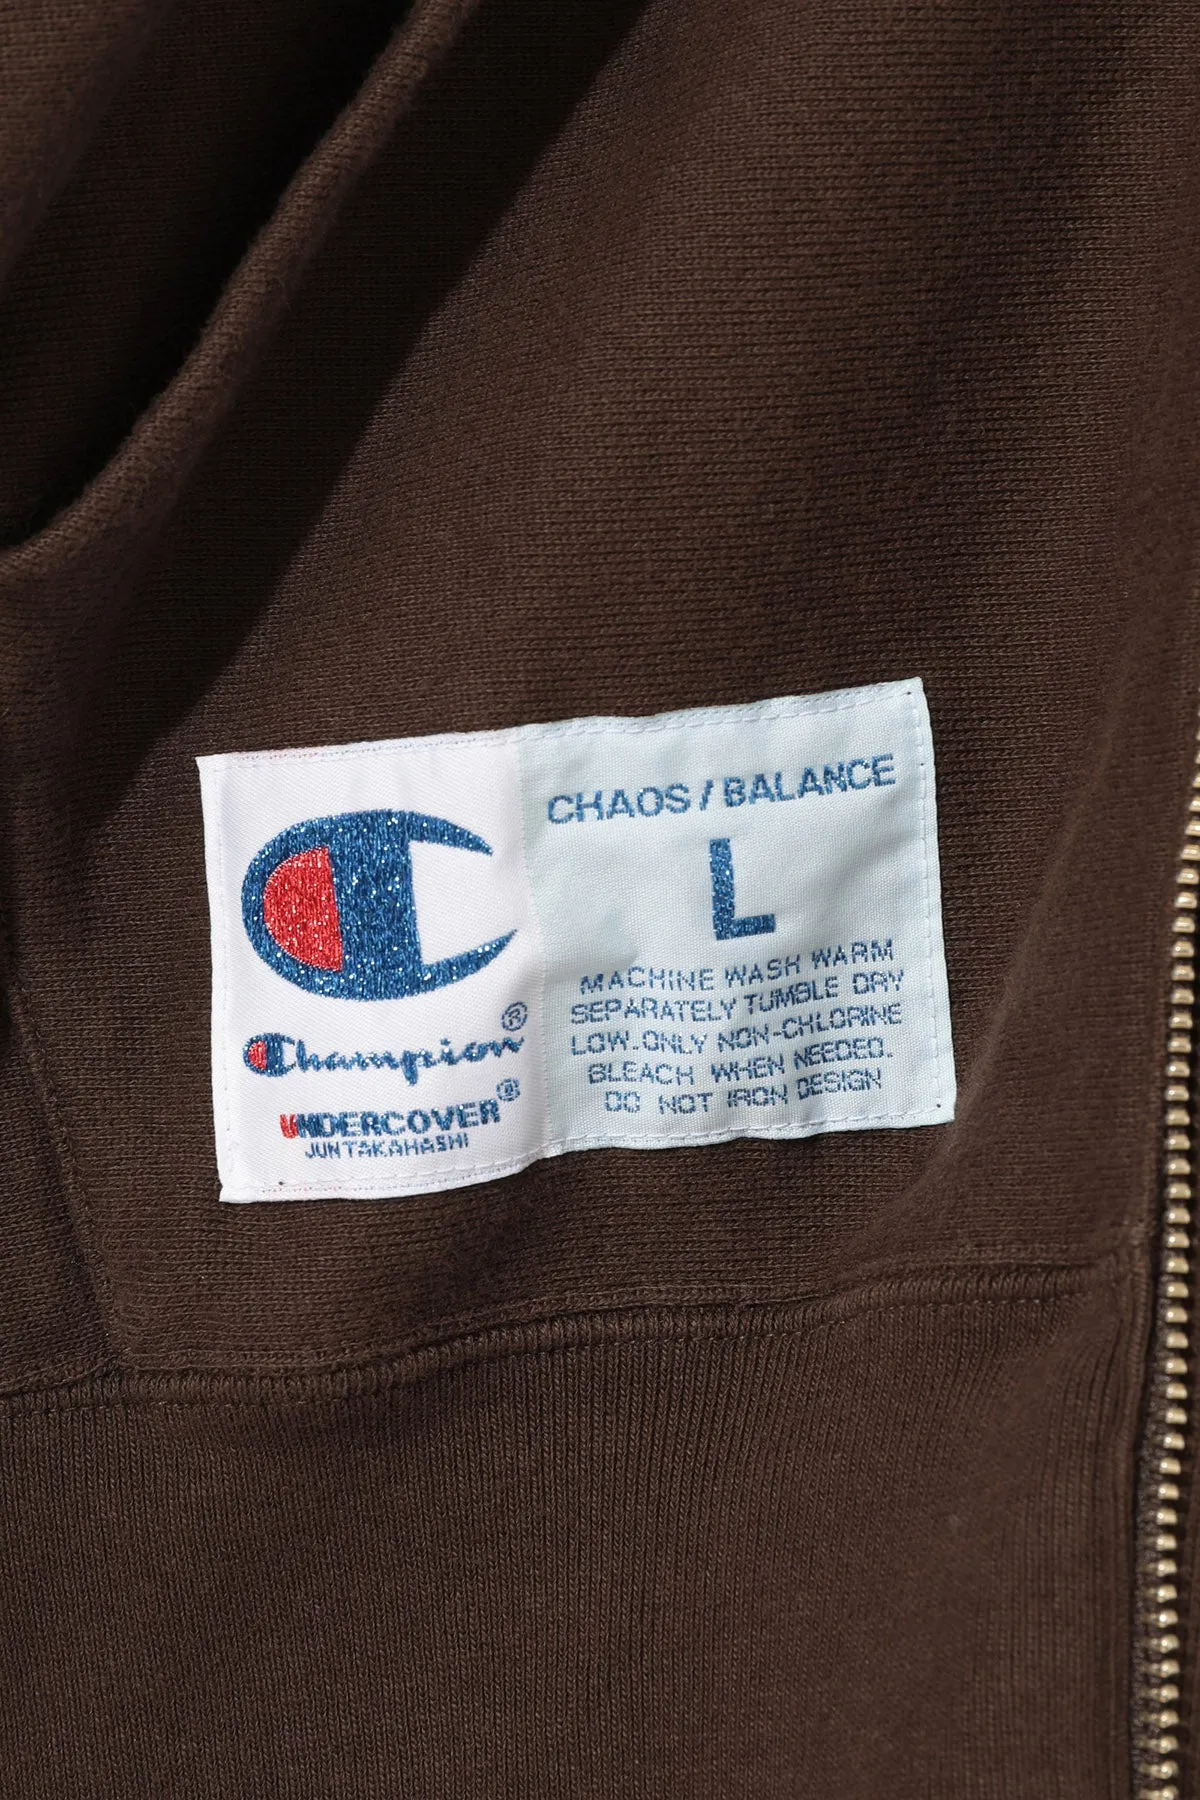 Champion®
UNDERCOVER®
JUNTAKAHASHI
CHAOS / BALANCE
L
MACHINE WASH WARM
SEPARATELY TUMBLE DRY
LOW.ONLY NON-CHLORINE
BLEACH WHEN NEEDED.
DO NOT IRON DESIGN